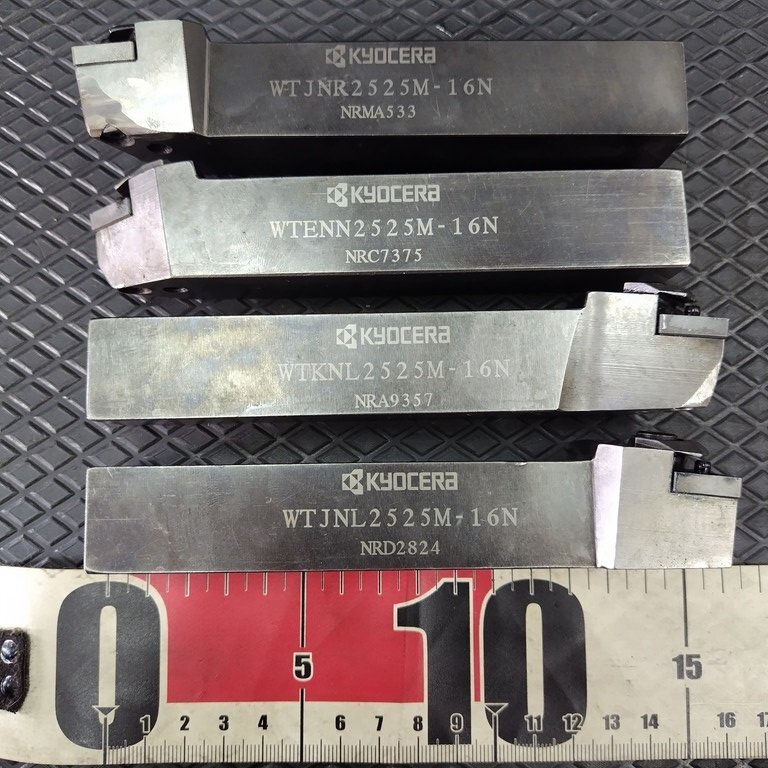 KYOCERA
WTJNR2525M-16N
NRMA533
KYOCERA
WTENN2525M-16N
NRC7375
KYOCERA
WTKNL2525M-16N
NRA9357
KYOCERA
WTJNL2525M-16N
NRD2824
0 10
5 15
1 2 3 4 6 7 8 9 11 12 13 14 16 17